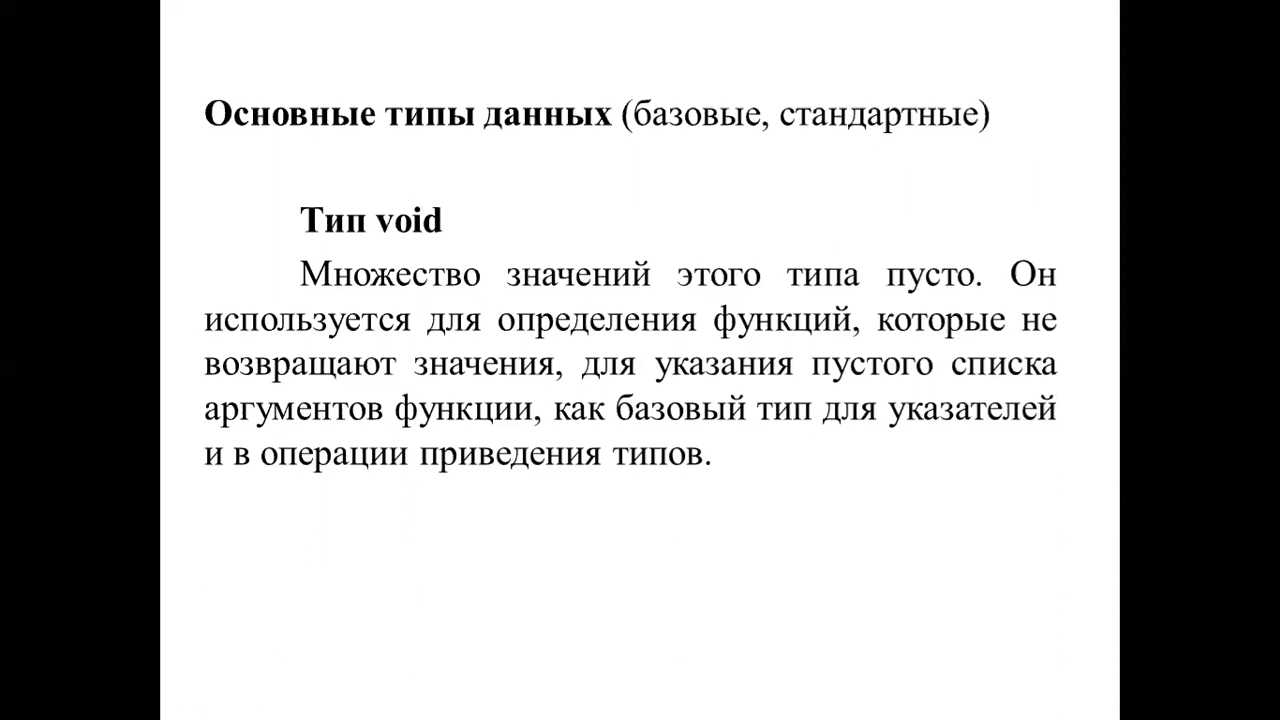 Основные типы данных (базовые, стандартные)
Тип void
Множество значений этого типа пусто. Он
используется для определения функций, которые не
возвращают значения, для указания пустого списка
аргументов функции, как базовый тип для указателей
и в операции приведения типов.